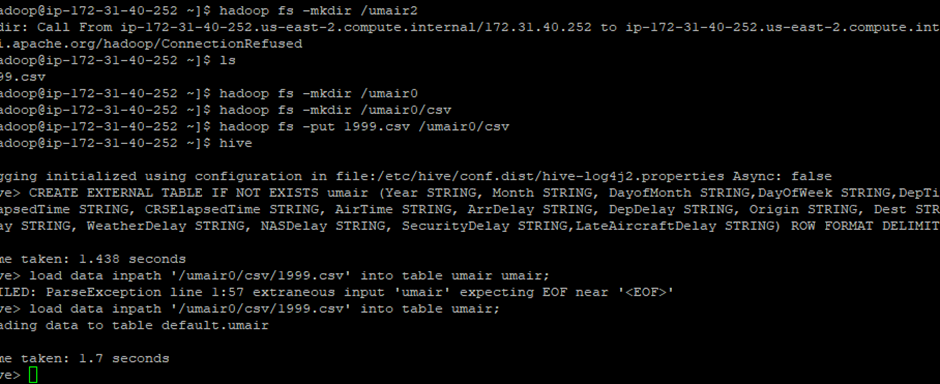 adoop@ip-172-31-40-252 ~]$ hadoop fs -mkdir /umair2
dir: Call From ip-172-31-40-252.us-east-2.compute.internal/172.31.40.252 to ip-172-31-40-252.us-east-2.compute.int
i.apache.org/hadoop/ConnectionRefused
adoop@ip-172-31-40-252 ~]$ ls
99.csv
adoop@ip-172-31-40-252 ~]$ hadoop fs -mkdir /umair0
adoop@ip-172-31-40-252 ~]$ hadoop fs -mkdir /umair0/csv
adoop@ip-172-31-40-252 ~]$ hadoop fs -put 1999.csv /umair0/csv
adoop@ip-172-31-40-252 ~]$ hive
gging initialized using configuration in file:/etc/hive/conf.dist/hive-log4j2.properties Async: false
ve> CREATE EXTERNAL TABLE IF NOT EXISTS umair (Year STRING, Month STRING, DayofMonth STRING,DayOfWeek STRING,DepTi
apsedTime STRING, CRSElapsedTime STRING, AirTime STRING, ArrDelay STRING, DepDelay STRING, Origin STRING, Dest STR
ay STRING, WeatherDelay STRING, NASDelay STRING, SecurityDelay STRING,LateAircraftDelay STRING) ROW FORMAT DELIMIT
me taken: 1.438 seconds
ve> load data inpath '/umair0/csv/1999.csv' into table umair umair;
ILED: ParseException line 1:57 extraneous input 'umair' expecting EOF near '<EOF>'
ve> load data inpath '/umair0/csv/1999.csv' into table umair;
ading data to table default.umair
me taken: 1.7 seconds
ve>